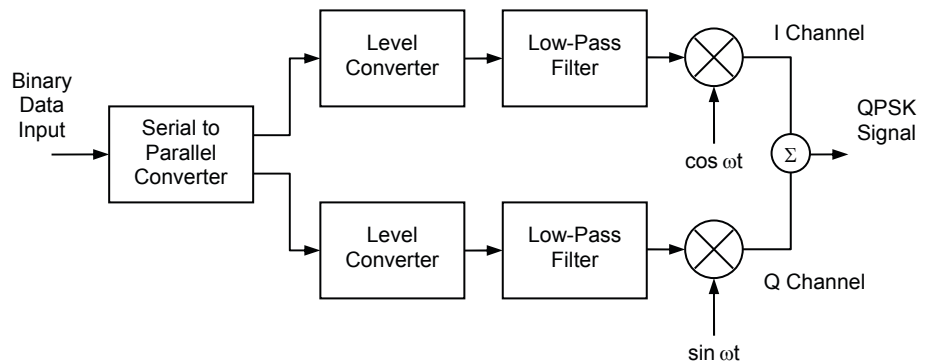 Binary
Data
Input
Serial to
Parallel
Converter
Level
Converter
Low-Pass
Filter
I Channel
cos ωt
Σ
QPSK
Signal
Level
Converter
Low-Pass
Filter
Q Channel
sin ωt